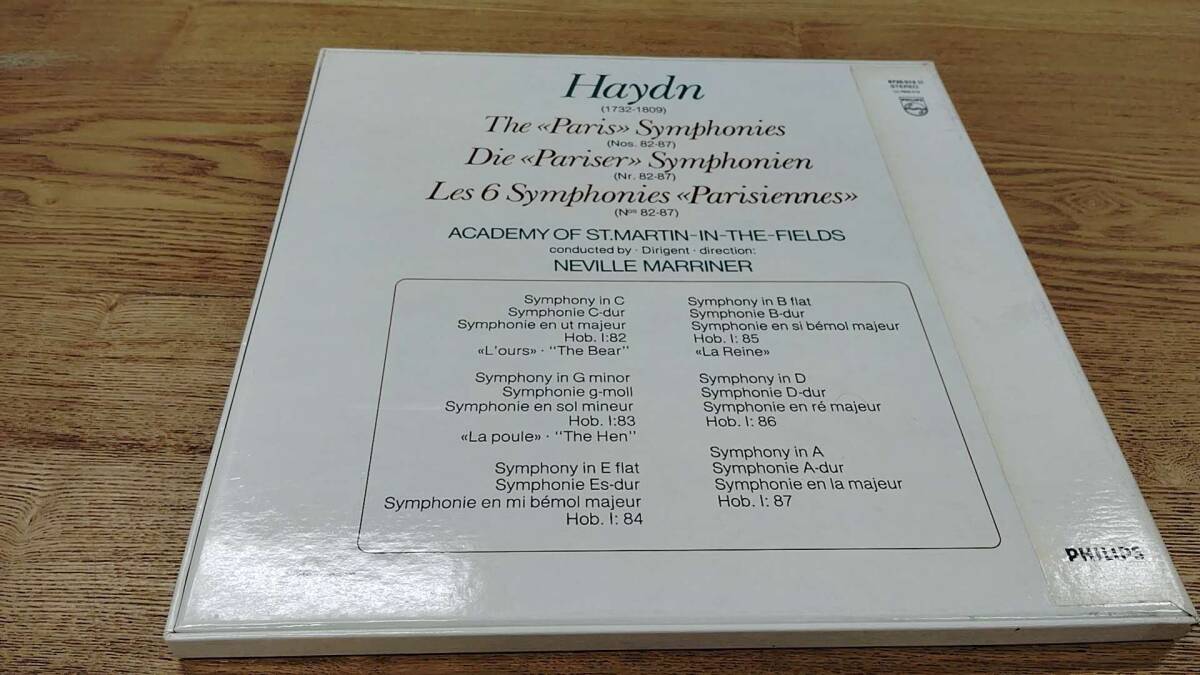 Haydn
(1732-1809)
The «Paris» Symphonies
(Nos. 82-87)
Die «Pariser» Symphonien
(Nr. 82-87)
Les 6 Symphonies «Parisiennes»
(Nos 82-87)
ACADEMY OF ST.MARTIN-IN-THE-FIELDS
conducted by · Dirigent · direction:
NEVILLE MARRINER
Symphony in C
Symphonie C-dur
Symphonie en ut majeur
Hob. I:82
«L'ours» · "The Bear"
Symphony in G minor
Symphonie g-moll
Symphonie en sol mineur
Hob. I:83
«La poule» · "The Hen"
Symphony in E flat
Symphonie Es-dur
Symphonie en mi bémol majeur
Hob. I: 84
Symphony in B flat
Symphonie B-dur
Symphonie en si bémol majeur
Hob. I: 85
«La Reine»
Symphony in D
Symphonie D-dur
Symphonie en ré majeur
Hob. I: 86
Symphony in A
Symphonie A-dur
Symphonie en la majeur
Hob. I: 87
STEREO
PHILIPS
PHILIPS